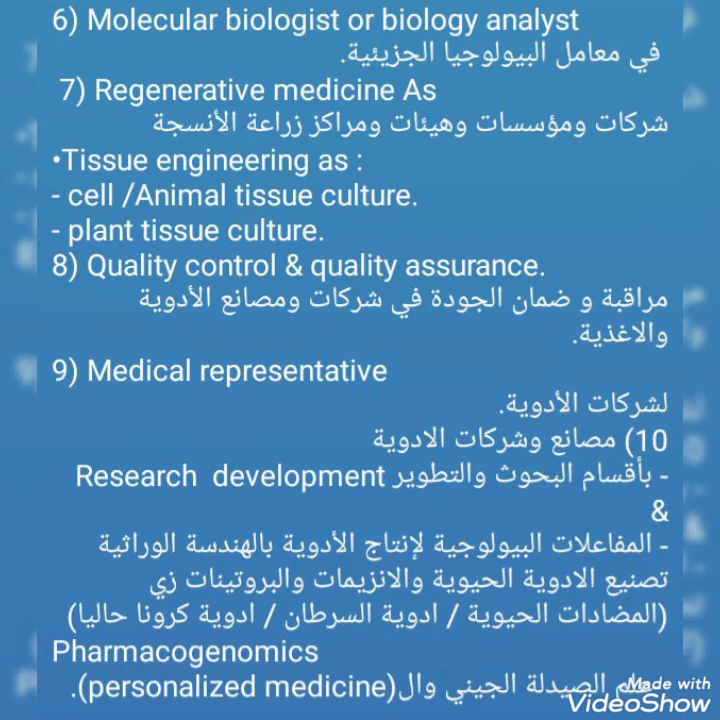 6) Molecular biologist or biology analyst
في معامل البيولوجيا الجزيئية.
7) Regenerative medicine As
شركات ومؤسسات وهيئات ومراكز زراعة الأنسجة
•Tissue engineering as :
- cell /Animal tissue culture.
- plant tissue culture.
8) Quality control & quality assurance.
مراقبة و ضمان الجودة في شركات ومصانع الأدوية
والاغذية.
9) Medical representative
لشركات الأدوية.
10) مصانع وشركات الادوية
- بأقسام البحوث والتطوير Research development
&
- المفاعلات البيولوجية لإنتاج الأدوية بالهندسة الوراثية
تصنيع الادوية الحيوية والانزيمات والبروتينات زي
(المضادات الحيوية / ادوية السرطان / ادوية كرونا حاليا)
Pharmacogenomics
الصيدلة الجيني وال(personalized medicine).
Made with
VideoShow